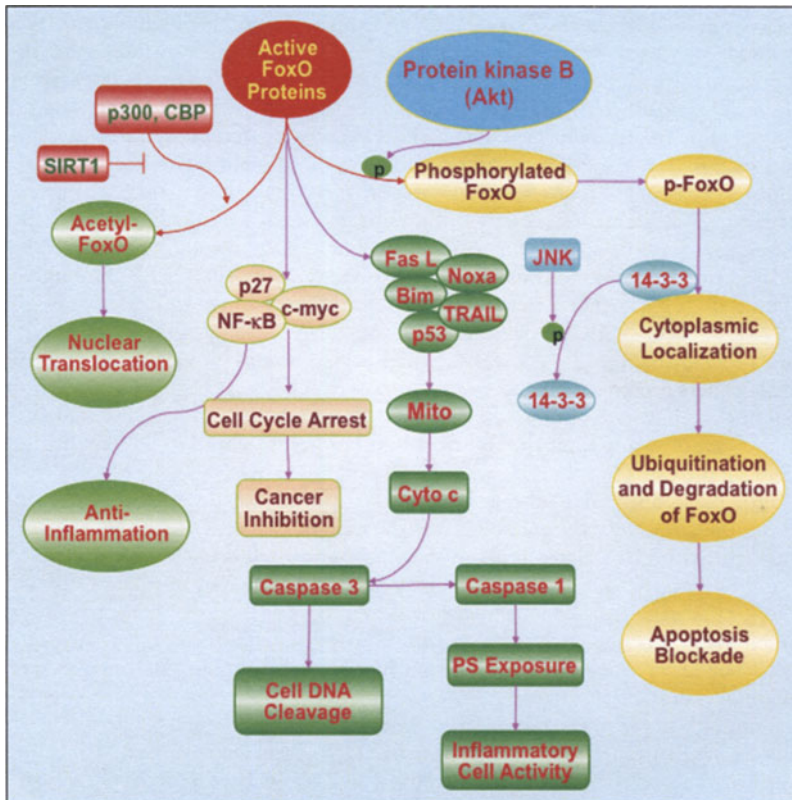 Active
FoxO
Proteins
Protein kinase B
(Akt)
p300, CBP
SIRT1
p
Phosphorylated
FoxO
p-FoxO
Acetyl-
FoxO
Fas L
Noxa
Bim
TRAIL
p53
JNK
14-3-3
p27
c-myc
NF-κB
p
Cytoplasmic
Localization
Nuclear
Translocation
14-3-3
Mito
Cell Cycle Arrest
Cyto c
Ubiquitination
and Degradation
of FoxO
Cancer
Inhibition
Anti-
Inflammation
Caspase 3
Caspase 1
Apoptosis
Blockade
PS Exposure
Cell DNA
Cleavage
Inflammatory
Cell Activity